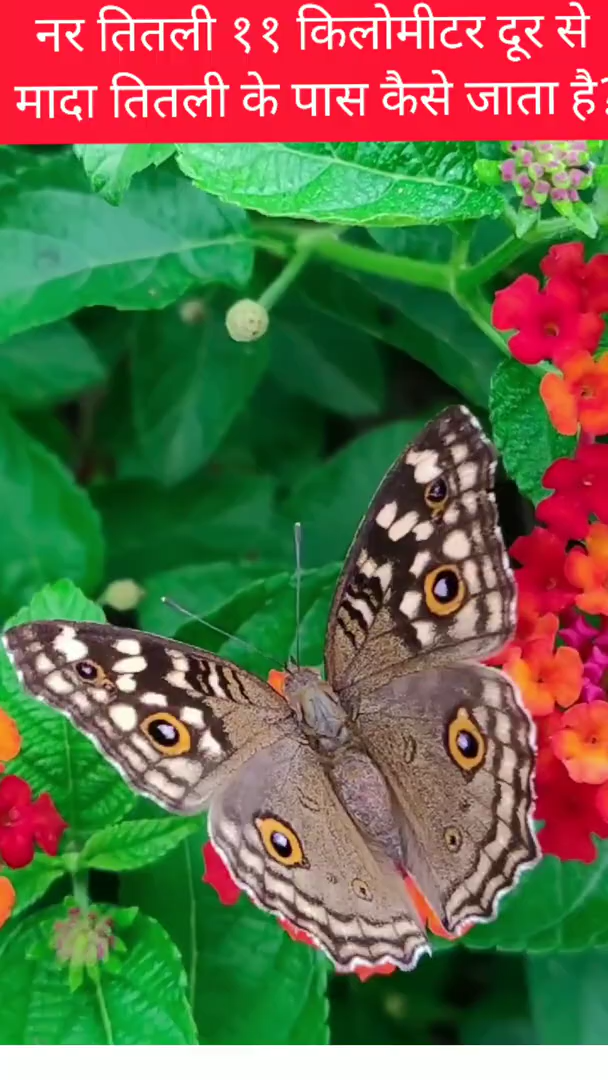 नर तितली ११ किलोमीटर दूर से
मादा तितली के पास कैसे जाता है?